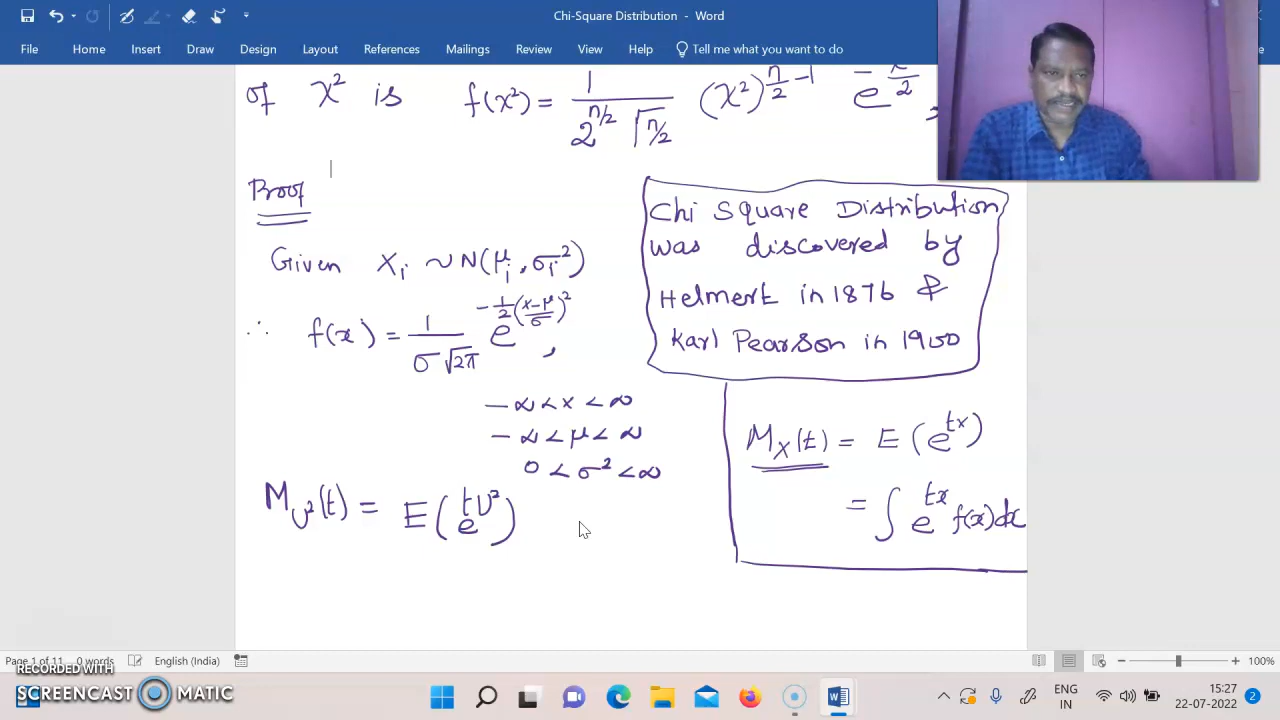 Chi-Square Distribution - Word
File Home Insert Draw Design Layout References Mailings Review View Help Tell me what you want to do
of χ² is f(χ²) = 1 / (2^(n/2) Γ(n/2)) (χ²)^(n/2 - 1) e^(-χ²/2),
Proof
Given Xᵢ ~ N(μᵢ, σᵢ²)
∴ f(x) = 1 / (σ√2π) e^(-1/2 ((x-μ)/σ)²),
-∞ < x < ∞
-∞ < μ < ∞
0 < σ² < ∞
M_U²(t) = E(e^(tU²))
Chi Square Distribution
was discovered by
Helmert in 1876 &
Karl Pearson in 1900
M_X(t) = E(e^(tx))
= ∫ e^(tx) f(x)dx
Page 1 of 11 0 words English (India) 100%
RECORDED WITH
SCREENCAST MATIC
ENG
IN
15:27
22-07-2022